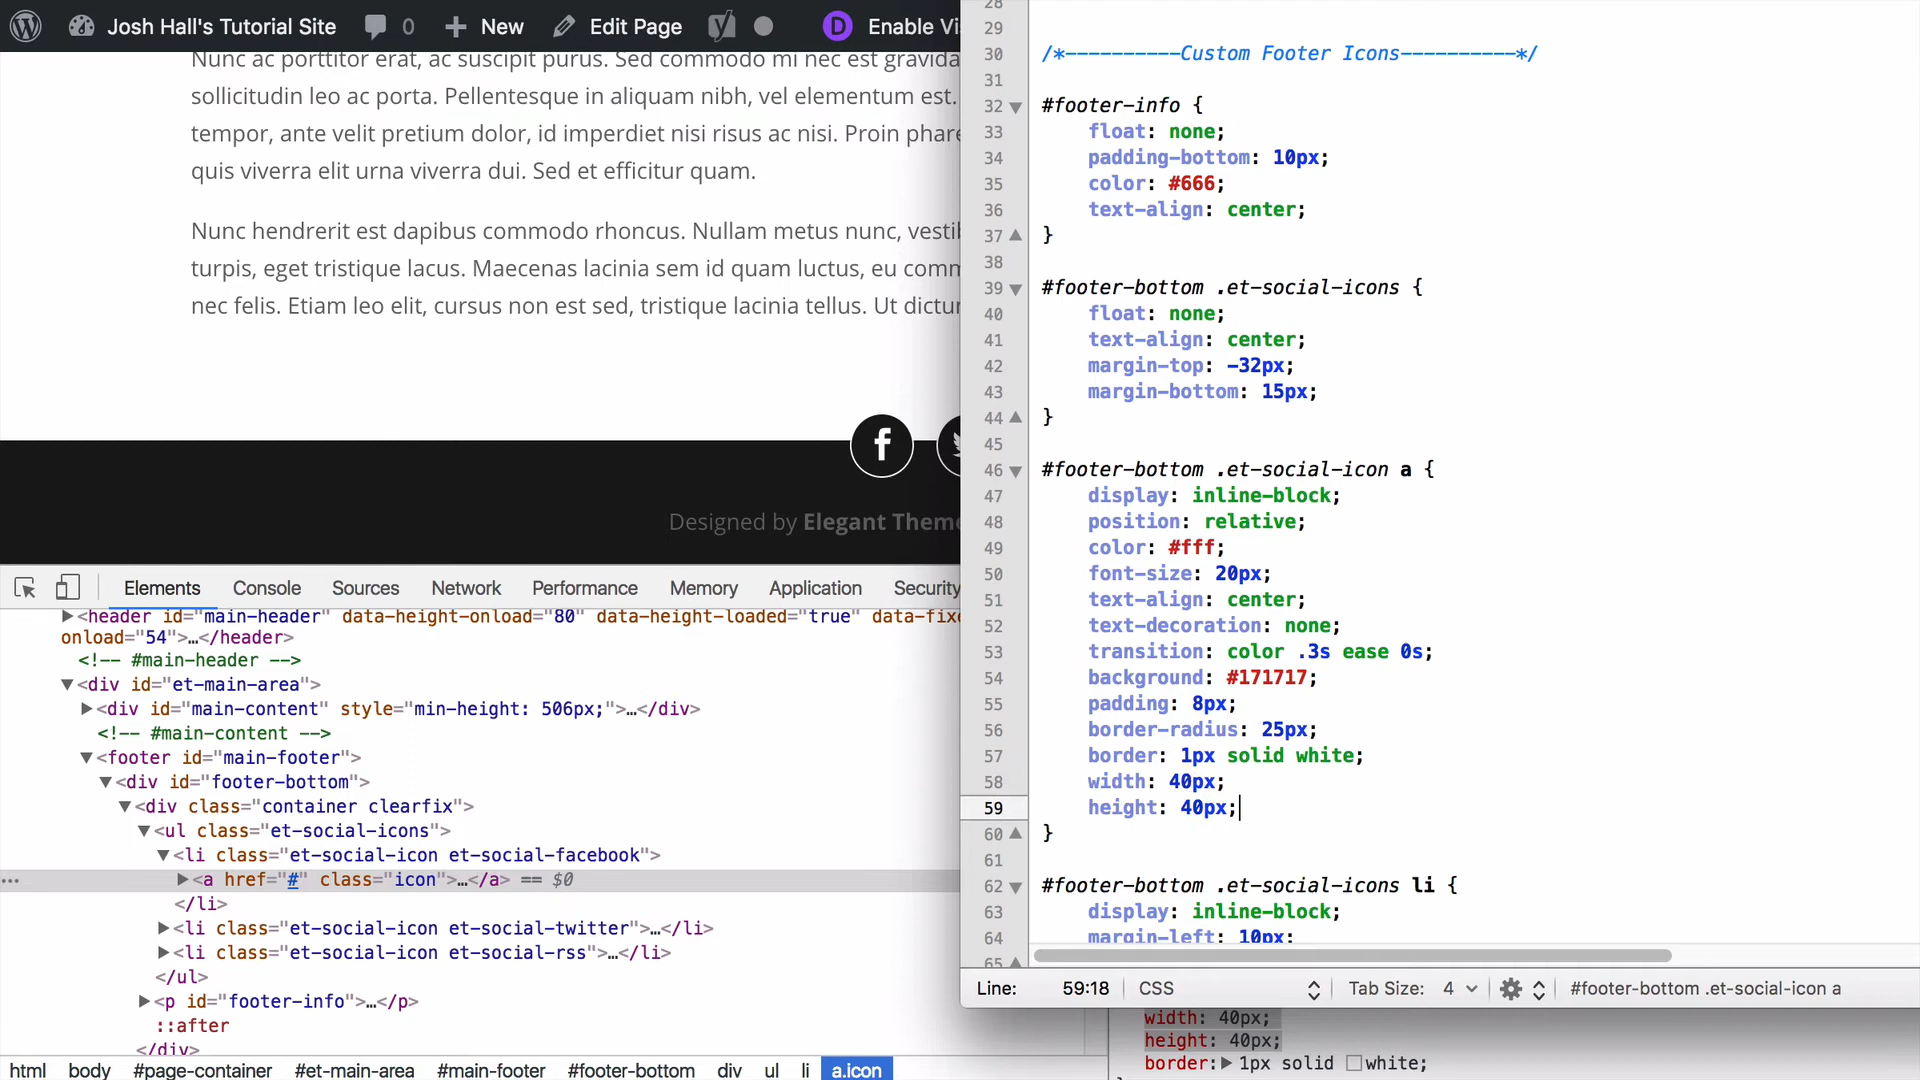 Josh Hall's Tutorial Site 0 New Edit Page D Enable Vi
Nunc ac porttitor erat, ac suscipit purus. Sed commodo mi nec est gravida
sollicitudin leo ac porta. Pellentesque in aliquam nibh, vel elementum est.
tempor, ante velit pretium dolor, id imperdiet nisi risus ac nisi. Proin phare
quis viverra elit urna viverra dui. Sed et efficitur quam.
Nunc hendrerit est dapibus commodo rhoncus. Nullam metus nunc, vestib
turpis, eget tristique lacus. Maecenas lacinia sem id quam luctus, eu comm
nec felis. Etiam leo elit, cursus non est sed, tristique lacinia tellus. Ut dictum
Designed by Elegant Theme
Elements Console Sources Network Performance Memory Application Security
▶<header id="main-header" data-height-onload="80" data-height-loaded="true" data-fixe
onload="54">…</header>
<!-- #main-header -->
▼<div id="et-main-area">
▶<div id="main-content" style="min-height: 506px;">…</div>
<!-- #main-content -->
▼<footer id="main-footer">
▼<div id="footer-bottom">
▼<div class="container clearfix">
▼<ul class="et-social-icons">
▼<li class="et-social-icon et-social-facebook">
… ▶<a href="#" class="icon">…</a> == $0
</li>
▶<li class="et-social-icon et-social-twitter">…</li>
▶<li class="et-social-icon et-social-rss">…</li>
</ul>
▶<p id="footer-info">…</p>
::after
</div>
html body #page-container #et-main-area #main-footer #footer-bottom div ul li a.icon
28
29
30 /*----------Custom Footer Icons----------*/
31
32 #footer-info {
33 float: none;
34 padding-bottom: 10px;
35 color: #666;
36 text-align: center;
37 }
38
39 #footer-bottom .et-social-icons {
40 float: none;
41 text-align: center;
42 margin-top: -32px;
43 margin-bottom: 15px;
44 }
45
46 #footer-bottom .et-social-icon a {
47 display: inline-block;
48 position: relative;
49 color: #fff;
50 font-size: 20px;
51 text-align: center;
52 text-decoration: none;
53 transition: color .3s ease 0s;
54 background: #171717;
55 padding: 8px;
56 border-radius: 25px;
57 border: 1px solid white;
58 width: 40px;
59 height: 40px;
60 }
61
62 #footer-bottom .et-social-icons li {
63 display: inline-block;
64 margin-left: 10px;
65
Line: 59:18 CSS Tab Size: 4 #footer-bottom .et-social-icon a
width: 40px;
height: 40px;
border:▶1px solid white;